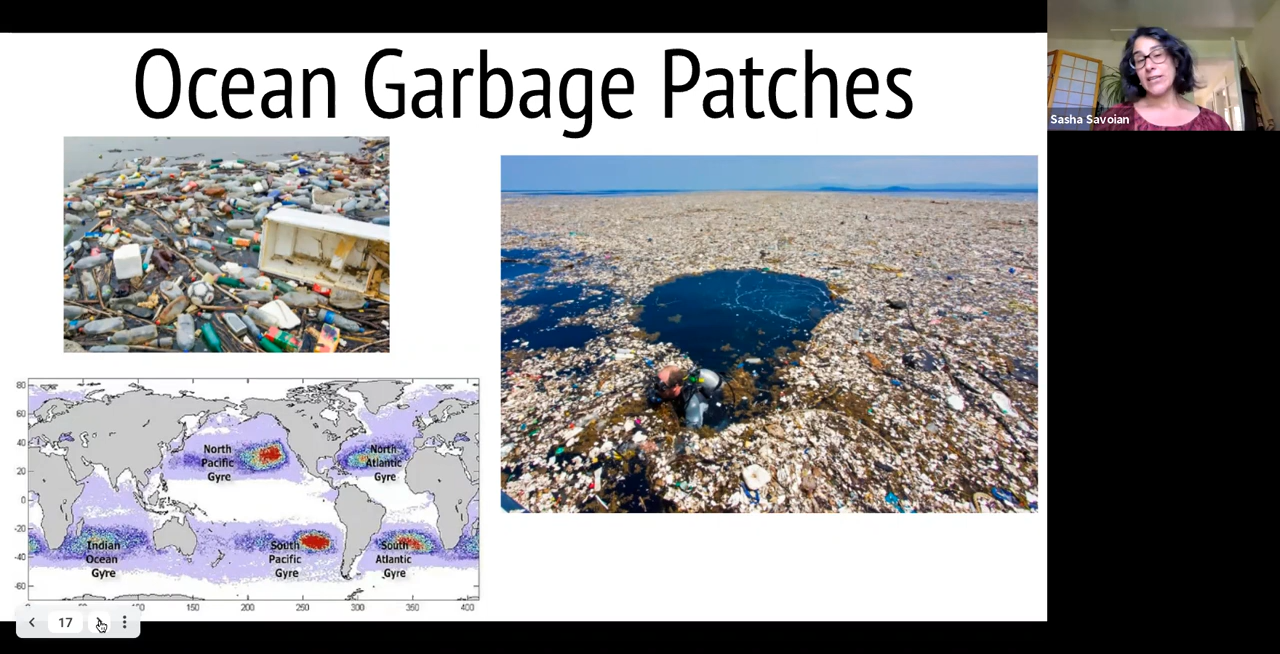 Ocean Garbage Patches
Sasha Savoian
80
60
40
20
0
-20
-40
-60
North
Pacific
Gyre
North
Atlantic
Gyre
Indian
Ocean
Gyre
South
Pacific
Gyre
South
Atlantic
Gyre
200
250
300
350
400
17